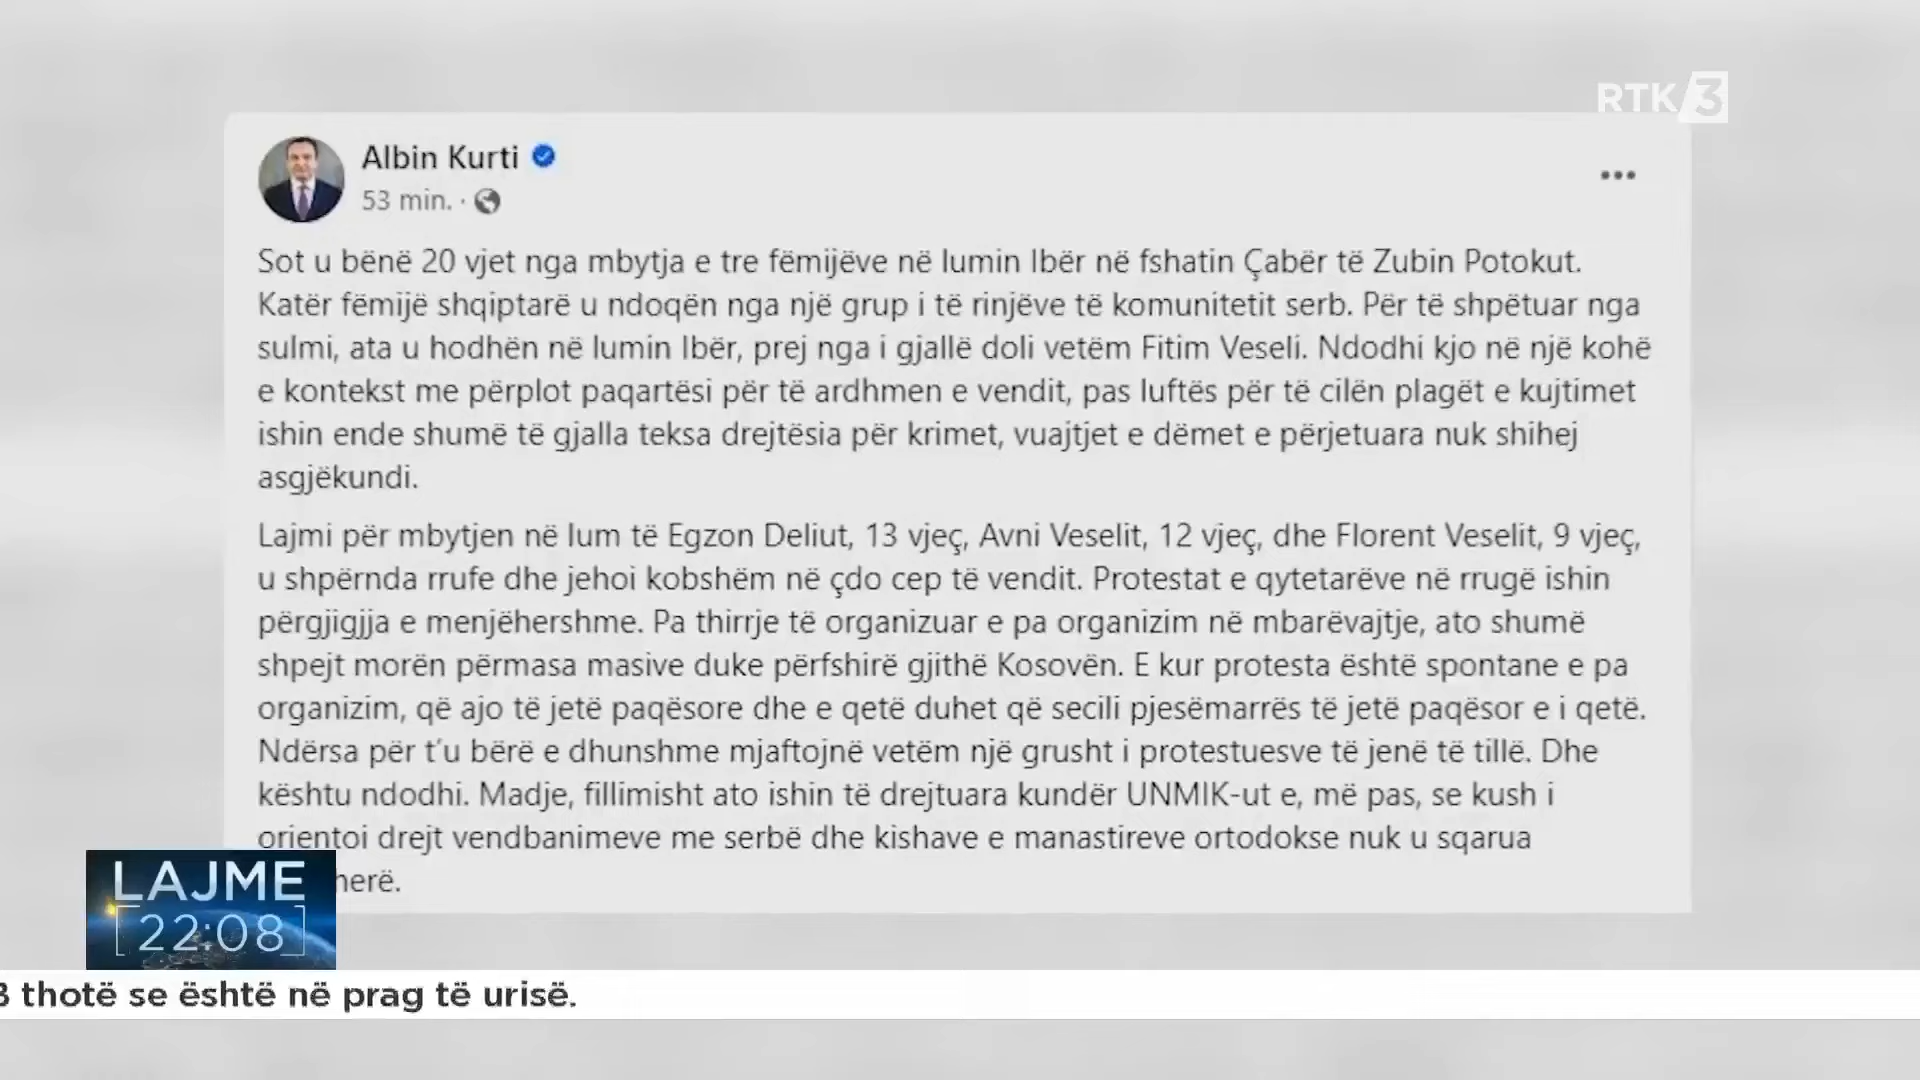 RTK 3
Albin Kurti
53 min. ·
Sot u bënë 20 vjet nga mbytja e tre fëmijëve në lumin Ibër në fshatin Çabër të Zubin Potokut.
Katër fëmijë shqiptarë u ndoqën nga një grup i të rinjëve të komunitetit serb. Për të shpëtuar nga
sulmi, ata u hodhën në lumin Ibër, prej nga i gjallë doli vetëm Fitim Veseli. Ndodhi kjo në një kohë
e kontekst me përplot paqartësi për të ardhmen e vendit, pas luftës për të cilën plagët e kujtimet
ishin ende shumë të gjalla teksa drejtësia për krimet, vuajtjet e dëmet e përjetuara nuk shihej
asgjëkundi.
Lajmi për mbytjen në lum të Egzon Deliut, 13 vjeç, Avni Veselit, 12 vjeç, dhe Florent Veselit, 9 vjeç,
u shpërnda rrufe dhe jehoi kobshëm në çdo cep të vendit. Protestat e qytetarëve në rrugë ishin
përgjigjja e menjëhershme. Pa thirrje të organizuar e pa organizim në mbarëvajtje, ato shumë
shpejt morën përmasa masive duke përfshirë gjithë Kosovën. E kur protesta është spontane e pa
organizim, që ajo të jetë paqësore dhe e qetë duhet që secili pjesëmarrës të jetë paqësor e i qetë.
Ndërsa për t'u bërë e dhunshme mjaftojnë vetëm një grusht i protestuesve të jenë të tillë. Dhe
kështu ndodhi. Madje, fillimisht ato ishin të drejtuara kundër UNMIK-ut e, më pas, se kush i
orientoi drejt vendbanimeve me serbë dhe kishave e manastireve ortodokse nuk u sqarua
herë.
LAJME
22:08
thotë se është në prag të urisë.